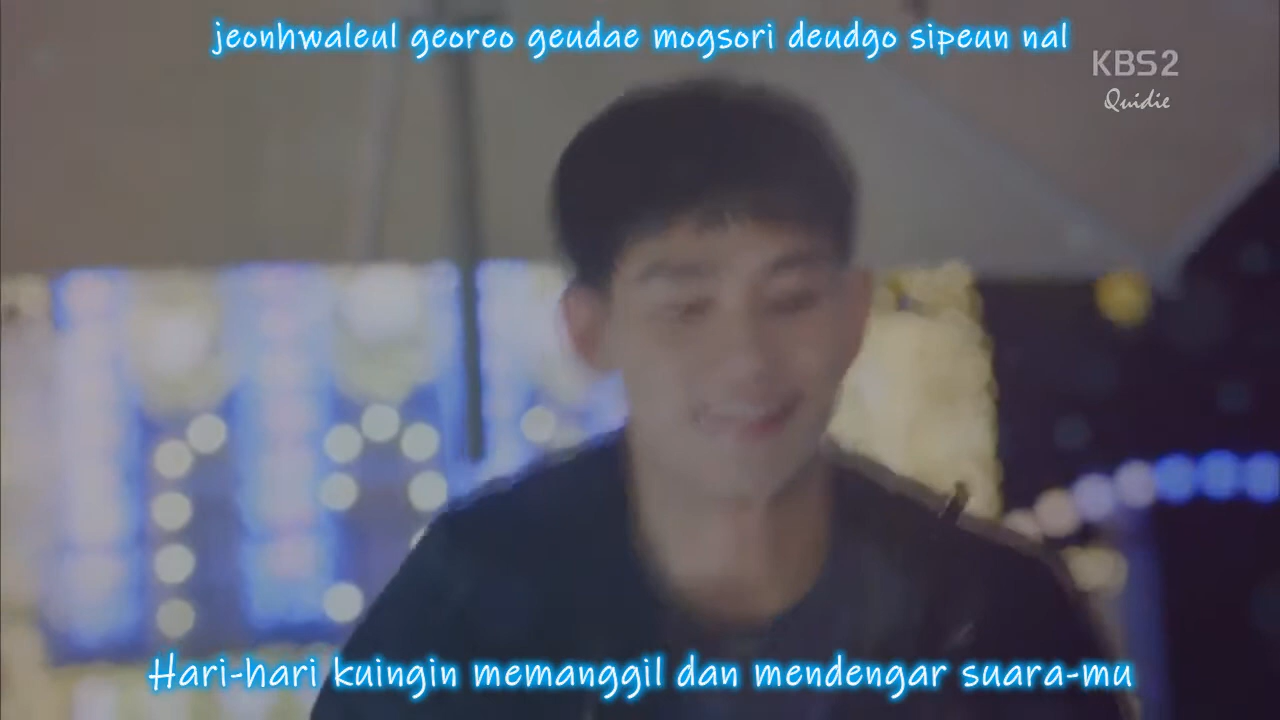 jeonhwaleul georeo geudae mogsori deudgo sipeun nal
KBS2
Quidie
Hari-hari kuingin memanggil dan mendengar suara-mu